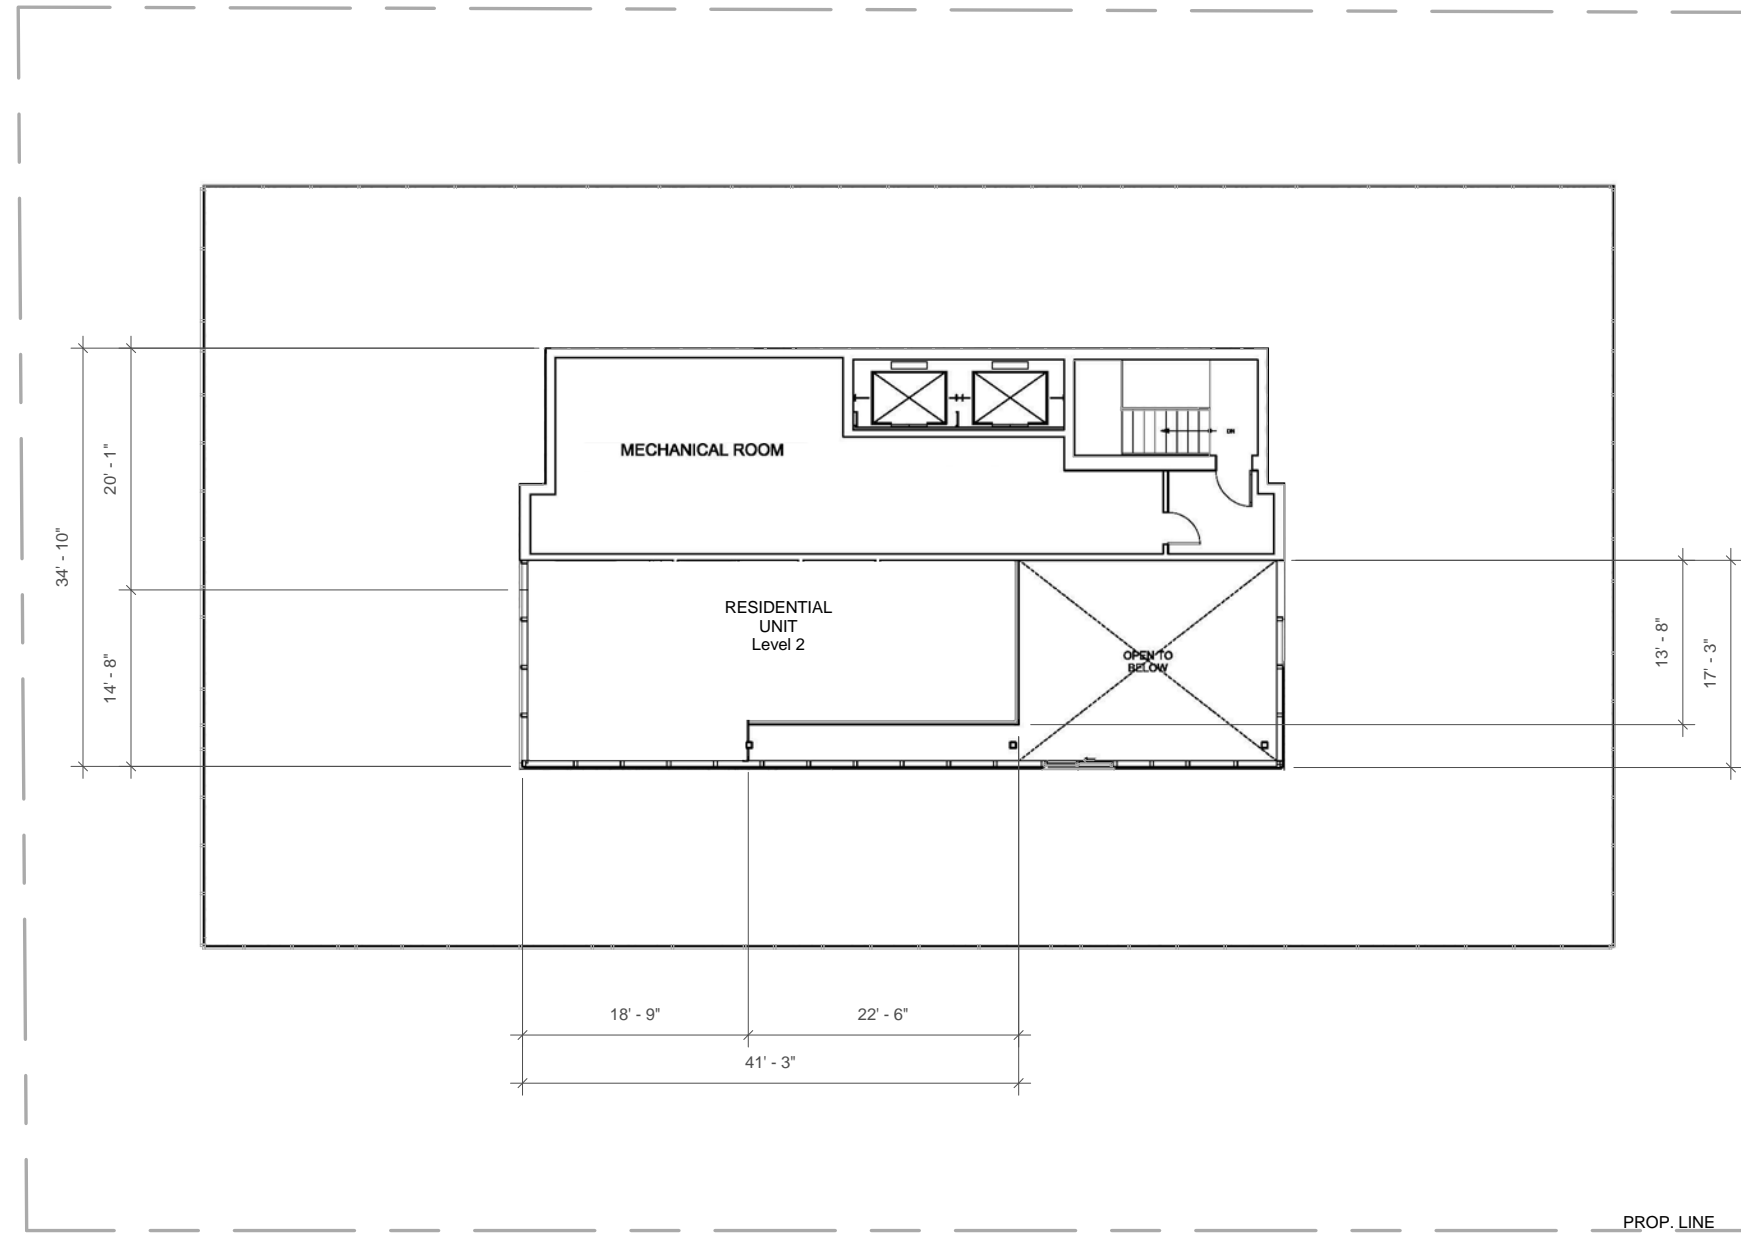 MECHANICAL ROOM
DN
20' - 1"
34' - 10"
14' - 8"
RESIDENTIAL
UNIT
Level 2
OPEN TO
BELOW
13' - 8"
17' - 3"
18' - 9"
22' - 6"
41' - 3"
PROP. LINE